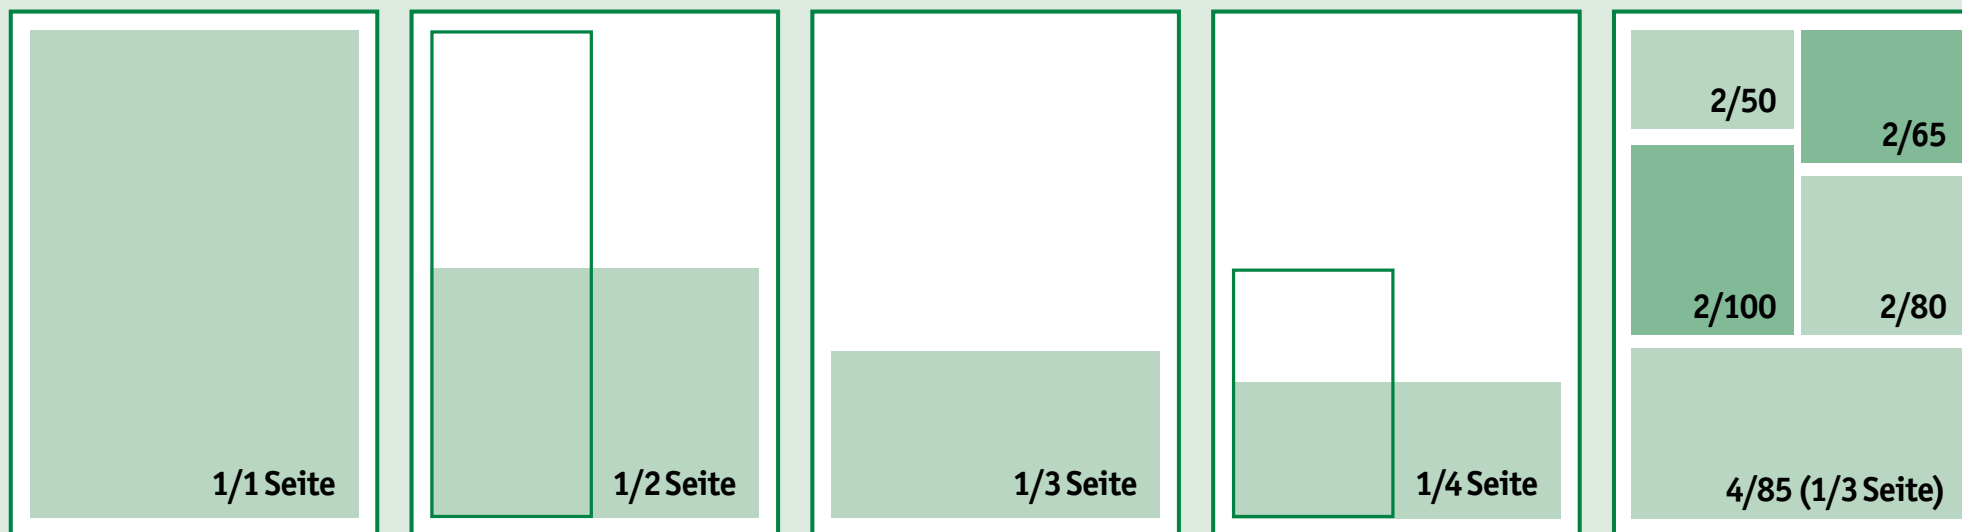 1/1 Seite
1/2 Seite
1/3 Seite
1/4 Seite
2/50
2/65
2/100
2/80
4/85 (1/3 Seite)